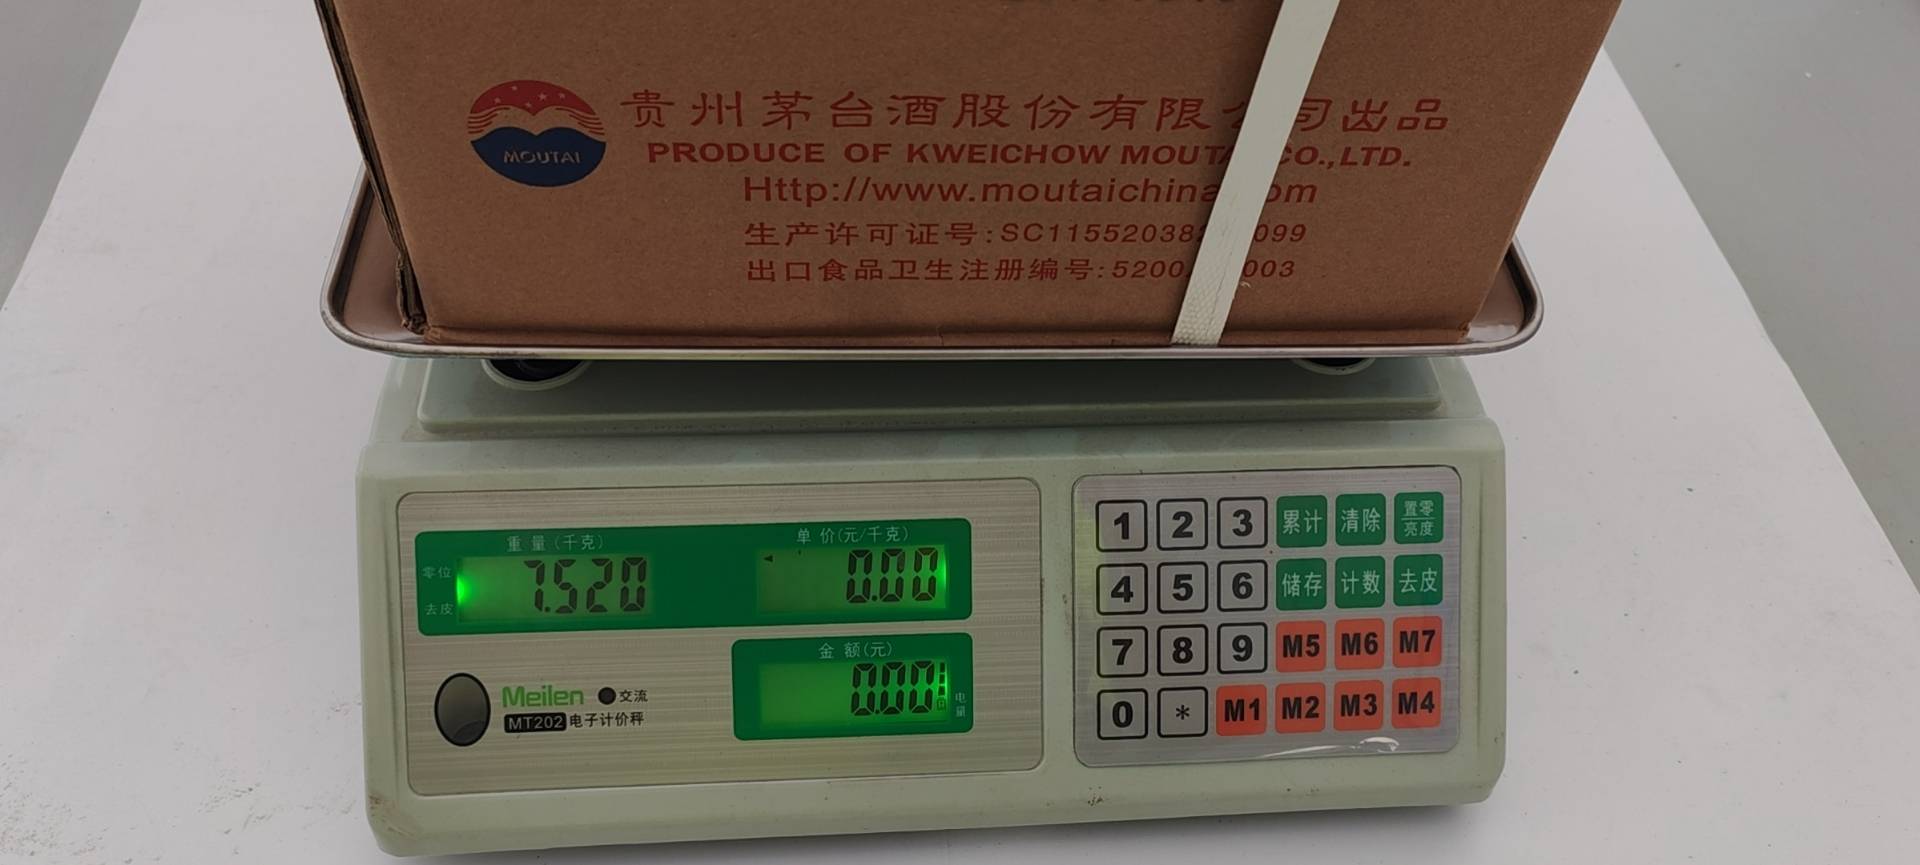 MOUTAI
贵州茅台酒股份有限公司出品
PRODUCE OF KWEICHOW MOUTA CO.,LTD.
Http://www.moutaichina.com
生产许可证号:SC11552038 099
出口食品卫生注册编号:5200 003
重量(千克)
单价(元/千克)
零位
去皮
7.520
0.00
金额(元)
0.00
电量
Meilen 交流
MT202 电子计价秤
1 2 3 累计 清除 置零 亮度
4 5 6 储存 计数 去皮
7 8 9 M5 M6 M7
0 * M1 M2 M3 M4